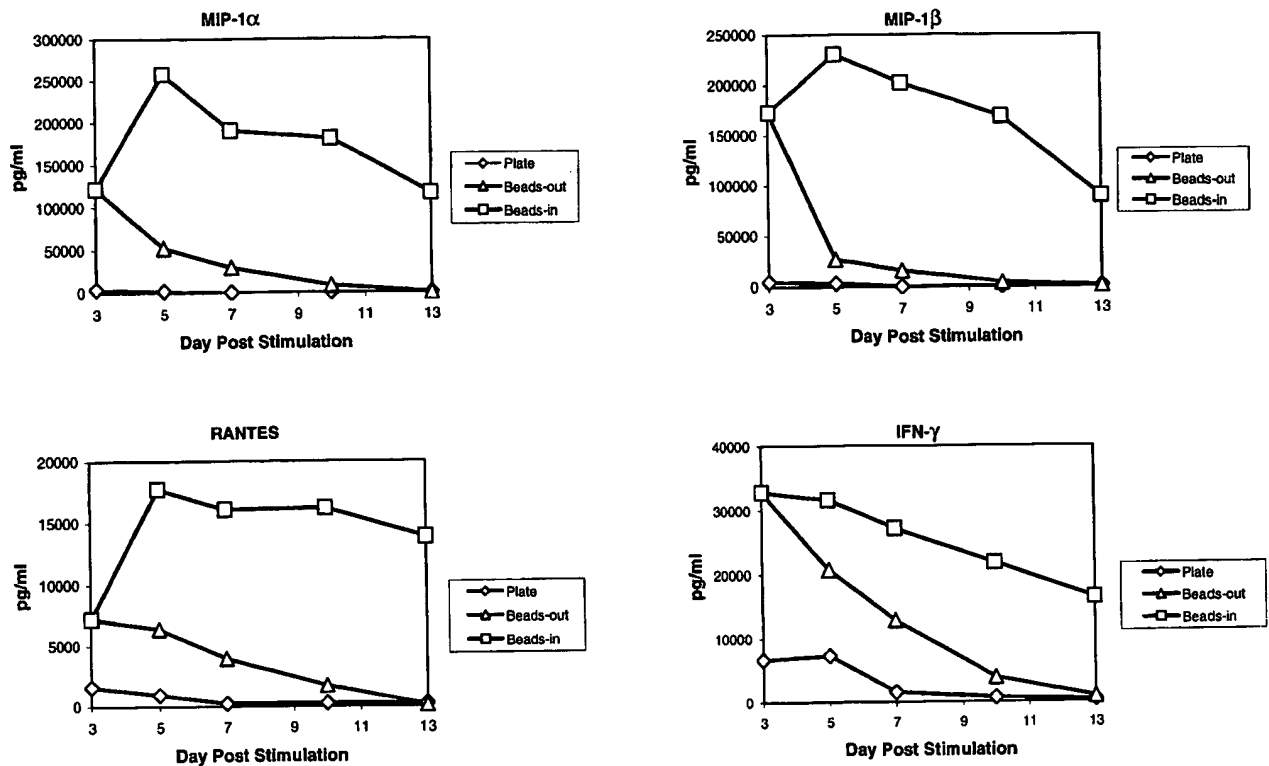 MIP-1α
300000
250000
200000
150000
100000
50000
0
pg/ml
3 5 7 9 11 13
Day Post Stimulation
Plate
Beads-out
Beads-in
MIP-1β
250000
200000
150000
100000
50000
0
pg/ml
3 5 7 9 11 13
Day Post Stimulation
Plate
Beads-out
Beads-in
RANTES
20000
15000
10000
5000
0
pg/ml
3 5 7 9 11 13
Day Post Stimulation
Plate
Beads-out
Beads-in
IFN-γ
40000
30000
20000
10000
0
pg/ml
3 5 7 9 11 13
Day Post Stimulation
Plate
Beads-out
Beads-in